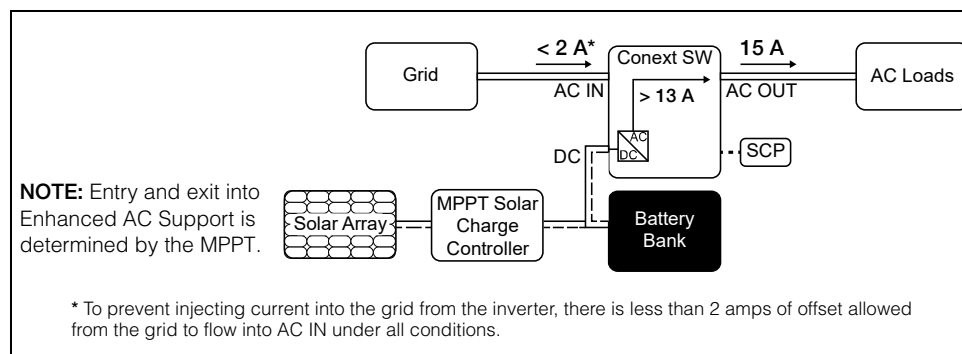 < 2 A*
15 A
Grid
Conext SW
AC Loads
AC IN
> 13 A
AC OUT
AC
DC
DC
SCP
NOTE: Entry and exit into
Enhanced AC Support is
determined by the MPPT.
Solar Array
MPPT Solar
Charge
Controller
Battery
Bank
* To prevent injecting current into the grid from the inverter, there is less than 2 amps of offset allowed
from the grid to flow into AC IN under all conditions.